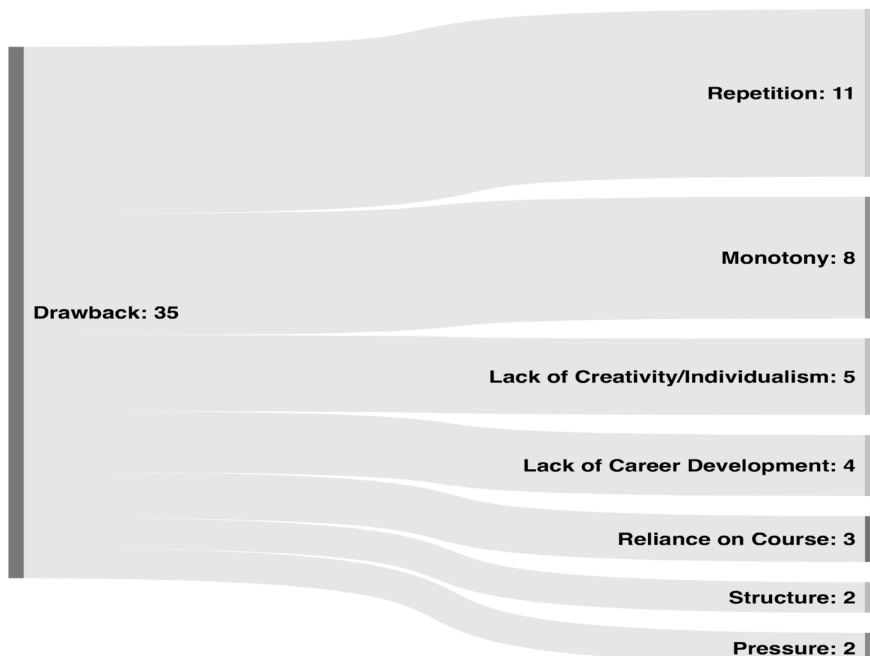 Repetition: 11
Monotony: 8
Drawback: 35
Lack of Creativity/Individualism: 5
Lack of Career Development: 4
Reliance on Course: 3
Structure: 2
Pressure: 2